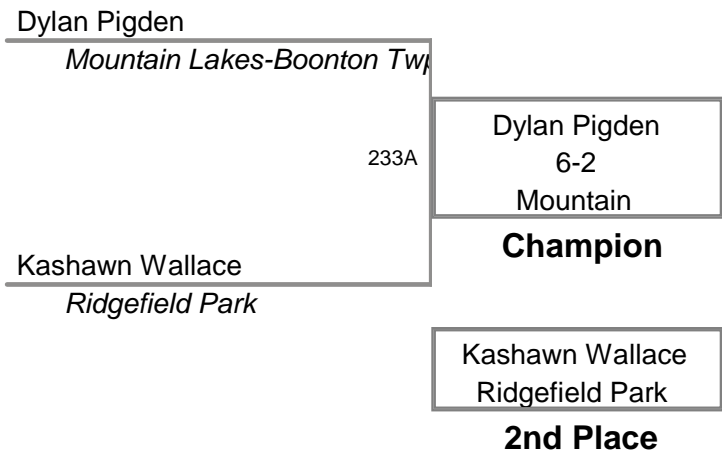 Dylan Pigden
Mountain Lakes-Boonton Twp
233A
Dylan Pigden
6-2
Mountain
Champion
Kashawn Wallace
Ridgefield Park
Kashawn Wallace
Ridgefield Park
2nd Place